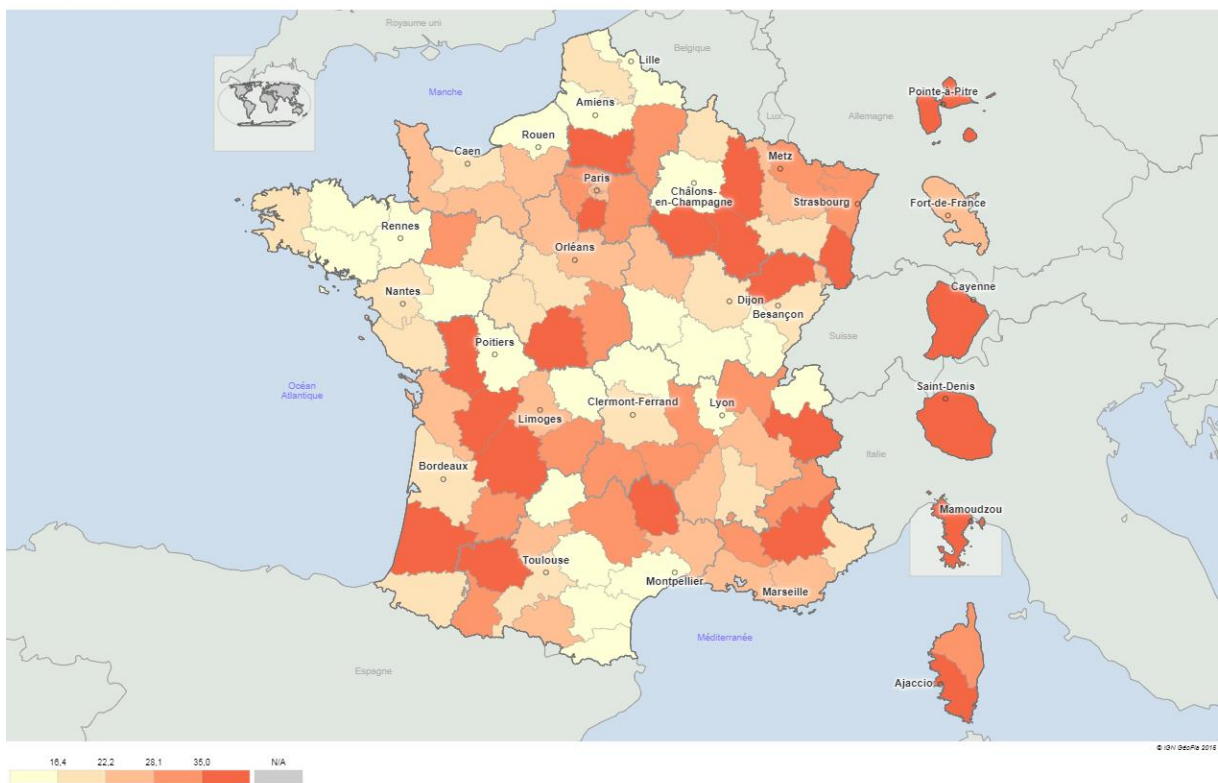 Royaume uni
Belgique
Lille
Manche
Amiens
Pointe-à-Pitre
Lux.
Allemagne
Rouen
Caen
Metz
Paris
Châlons-
en-Champagne
Strasbourg
Fort-de-France
Rennes
Orléans
Nantes
Dijon
Besançon
Cayenne
Suisse
Poitiers
Océan
Atlantique
Saint-Denis
Clermont-Ferrand
Lyon
Limoges
Italie
Bordeaux
Mamoudzou
Toulouse
Montpellier
Marseille
Méditerranée
Espagne
Ajaccio
© IGN GéoFla 2015
16,4 22,2 28,1 35,0 N/A